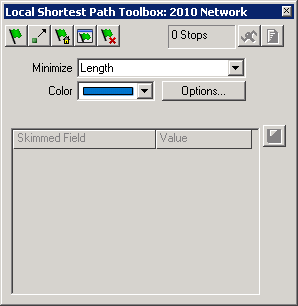 Local Shortest Path Toolbox: 2010 Network
0 Stops
Minimize Length
Color Options...
Skimmed Field Value